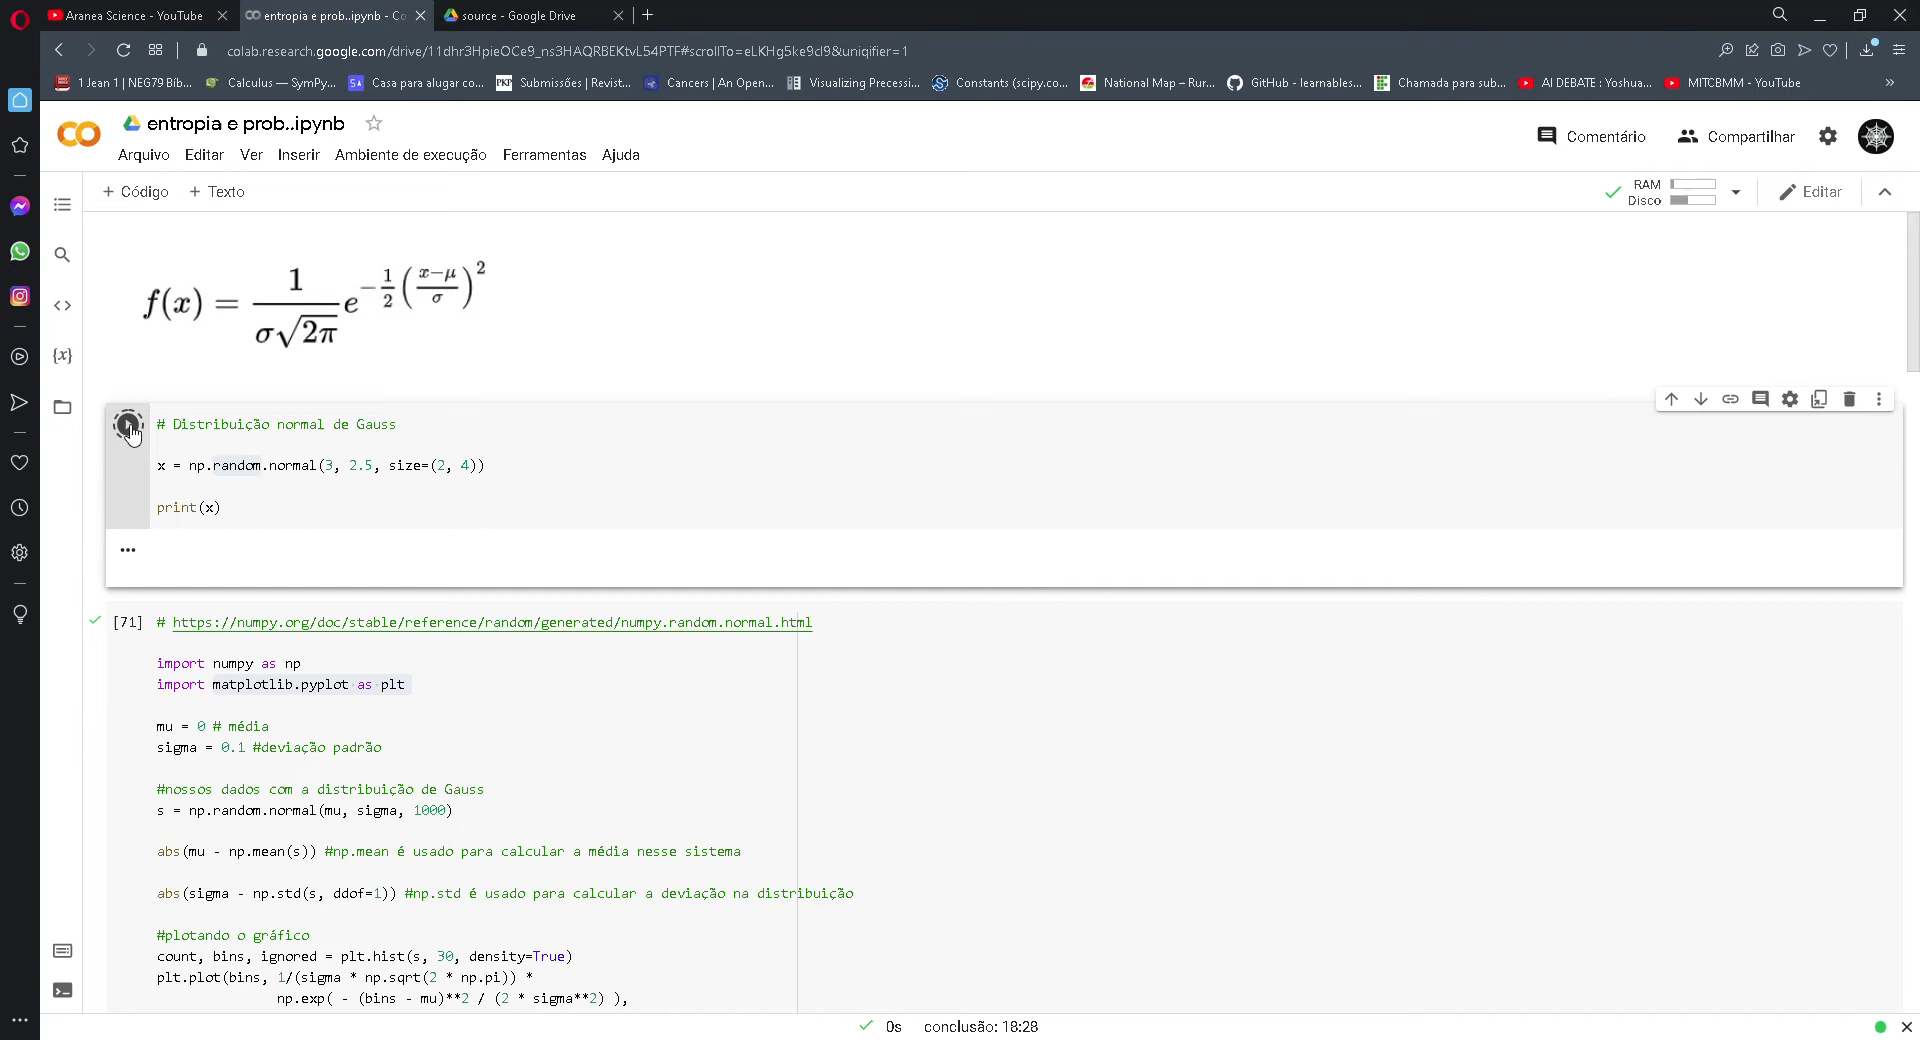 Aranea Science - YouTube
entropia e prob..ipynb - Co
source - Google Drive
colab.research.google.com/drive/11dhr3HpieOCe9_ns3HAQRBEKtvL54PTF#scrollTo=eLKHg5ke9cI9&uniqifier=1
1 Jean 1 | NEG79 Bíb...
Calculus — SymPy...
Casa para alugar co...
PKP Submissões | Revist...
Cancers | An Open...
Visualizing Precessi...
Constants (scipy.co...
National Map – Rur...
GitHub - learnables...
Chamada para sub...
AI DEBATE : Yoshua...
MITCBMM - YouTube
entropia e prob..ipynb
Comentário
Compartilhar
Arquivo Editar Ver Inserir Ambiente de execução Ferramentas Ajuda
+ Código + Texto
RAM
Disco
Editar
f(x) = \frac{1}{σ\sqrt{2π}} e^{-\frac{1}{2}(\frac{x-μ}{σ})^2}
# Distribuição normal de Gauss
x = np.random.normal(3, 2.5, size=(2, 4))
print(x)
[71] # https://numpy.org/doc/stable/reference/random/generated/numpy.random.normal.html
import numpy as np
import matplotlib.pyplot as plt
mu = 0 # média
sigma = 0.1 #deviação padrão
#nossos dados com a distribuição de Gauss
s = np.random.normal(mu, sigma, 1000)
abs(mu - np.mean(s)) #np.mean é usado para calcular a média nesse sistema
abs(sigma - np.std(s, ddof=1)) #np.std é usado para calcular a deviação na distribuição
#plotando o gráfico
count, bins, ignored = plt.hist(s, 30, density=True)
plt.plot(bins, 1/(sigma * np.sqrt(2 * np.pi)) *
np.exp( - (bins - mu)**2 / (2 * sigma**2) ),
0s conclusão: 18:28